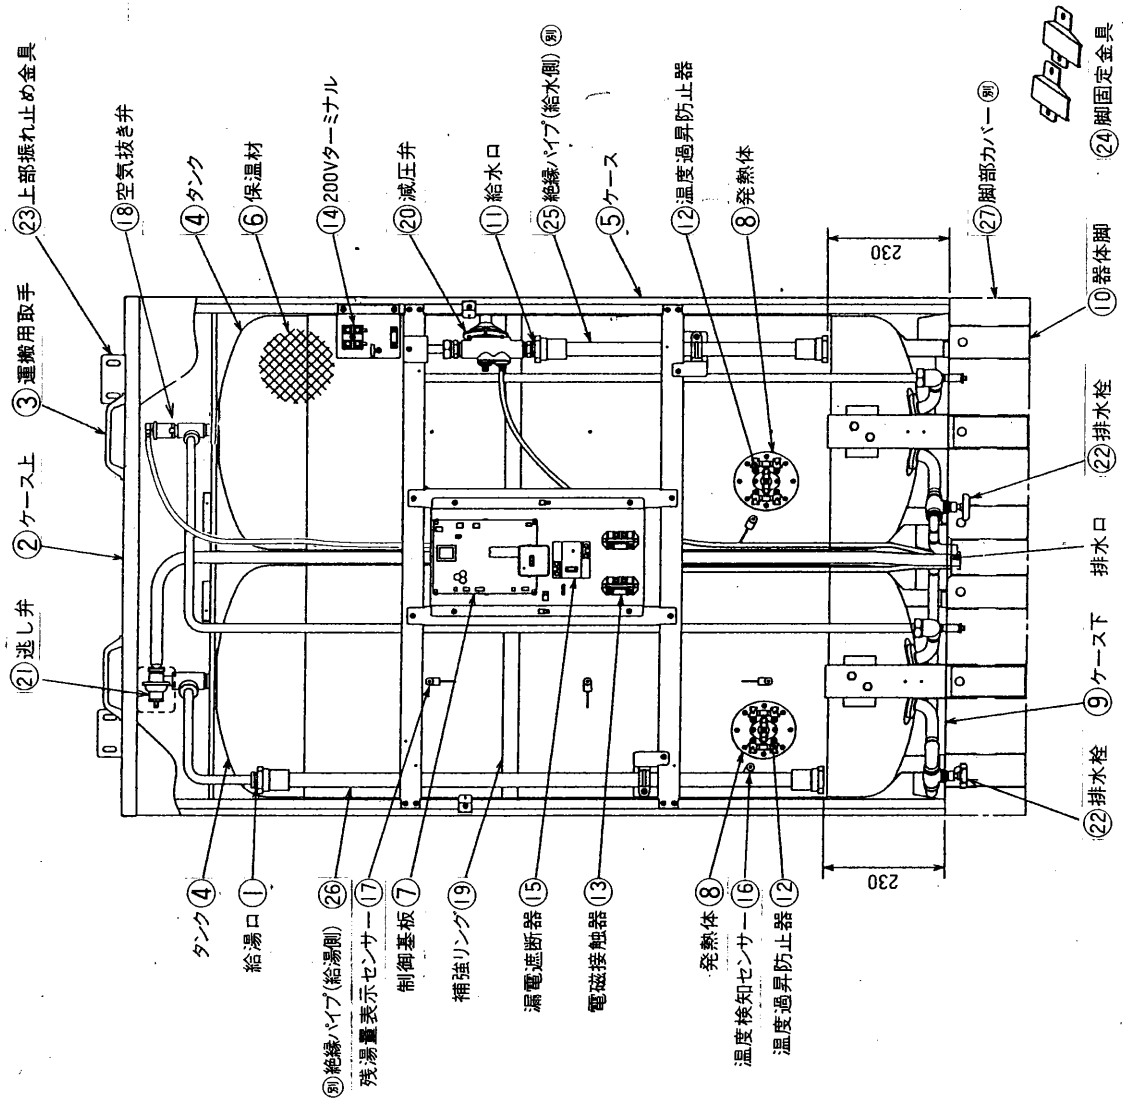 ㉓上部振れ止め金具
③運搬用取手
⑱空気抜き弁
②ケース上
④タンク
㉑逃し弁
⑥保温材
⑭200Vターミナル
⑳減圧弁
⑪給水口
㉕絶縁パイプ(給水側)㊕
⑤ケース
⑫温度過昇防止器
⑧発熱体
230
㉗脚部カバー㊕
⑩器体脚
㉔脚固定金具
㉒排水栓
排水口
⑨ケース下
㉒排水栓
タンク④
給湯口①
別絶縁パイプ(給湯側)㉖
残湯量表示センサー⑰
制御基板⑦
補強リング⑲
漏電遮断器⑮
電磁接触器⑬
発熱体⑧
温度検知センサー⑯
温度過昇防止器⑫
230